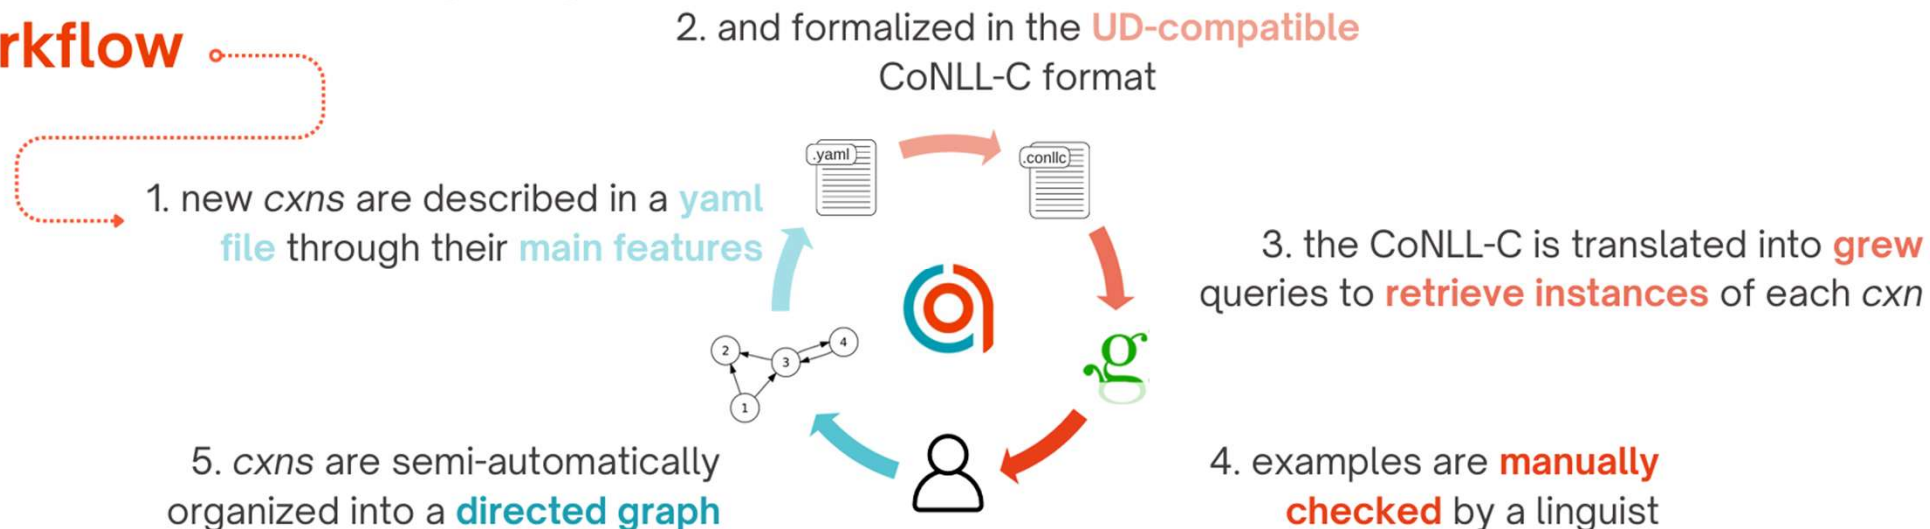 rkflow
1. new cxns are described in a yaml
file through their main features
2. and formalized in the UD-compatible
CoNLL-C format
.yaml
.conllc
3. the CoNLL-C is translated into grew
queries to retrieve instances of each cxn
g
4. examples are manually
checked by a linguist
5. cxns are semi-automatically
organized into a directed graph
2
3
4
1